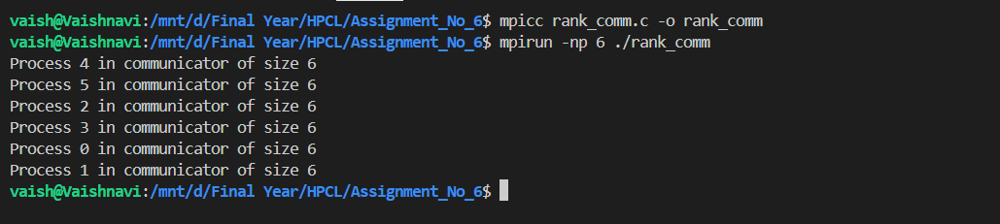 vaish@Vaishnavi:/mnt/d/Final Year/HPCL/Assignment_No_6$ mpicc rank_comm.c -o rank_comm
vaish@Vaishnavi:/mnt/d/Final Year/HPCL/Assignment_No_6$ mpirun -np 6 ./rank_comm
Process 4 in communicator of size 6
Process 5 in communicator of size 6
Process 2 in communicator of size 6
Process 3 in communicator of size 6
Process 0 in communicator of size 6
Process 1 in communicator of size 6
vaish@Vaishnavi:/mnt/d/Final Year/HPCL/Assignment_No_6$